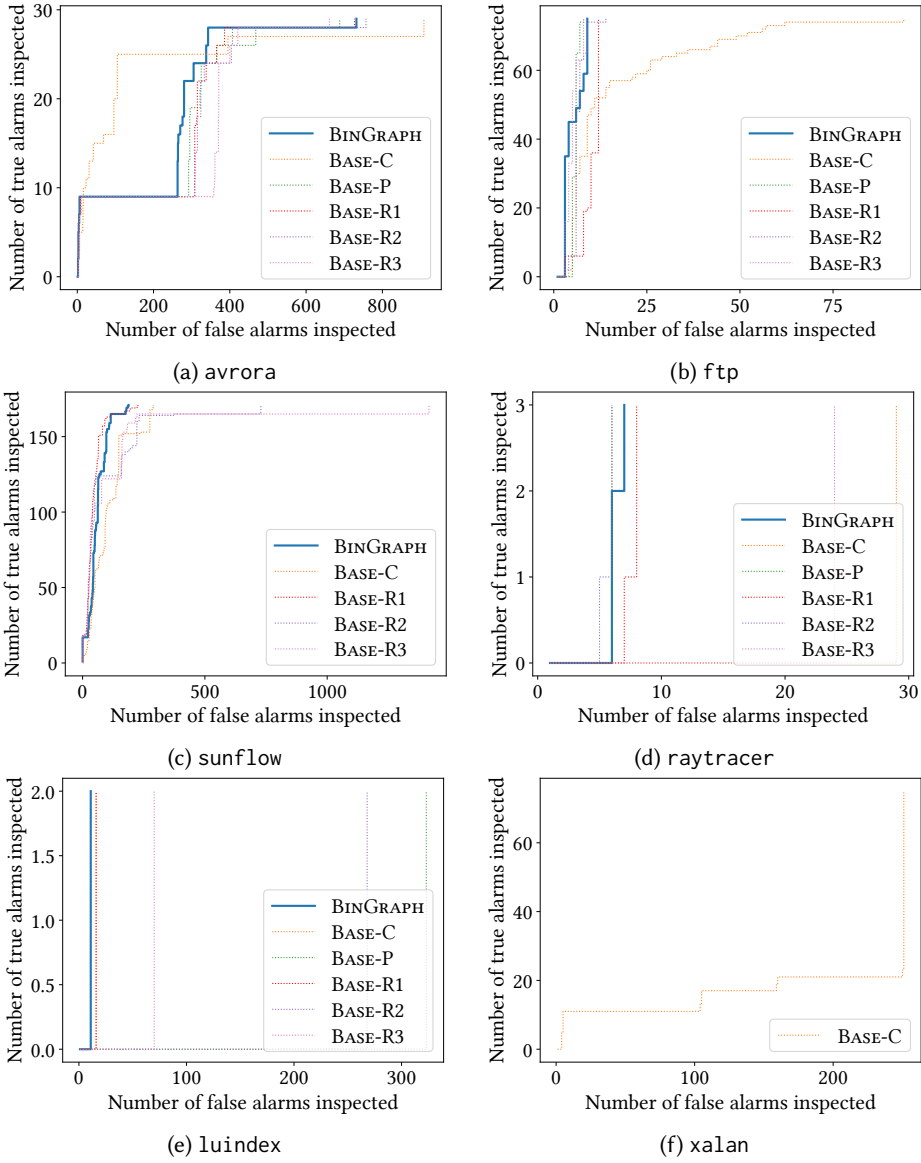 30
20
10
0
Number of true alarms inspected
BinGraph
Base-C
Base-P
Base-R1
Base-R2
Base-R3
0 200 400 600 800
Number of false alarms inspected
(a) avrora
60
40
20
0
Number of true alarms inspected
BinGraph
Base-C
Base-P
Base-R1
Base-R2
Base-R3
0 25 50 75
Number of false alarms inspected
(b) ftp
150
100
50
0
Number of true alarms inspected
BinGraph
Base-C
Base-R1
Base-R2
Base-R3
0 500 1000
Number of false alarms inspected
(c) sunflow
3
2
1
0
Number of true alarms inspected
BinGraph
Base-C
Base-P
Base-R1
Base-R2
Base-R3
0 10 20 30
Number of false alarms inspected
(d) raytracer
2.0
1.5
1.0
0.5
0.0
Number of true alarms inspected
BinGraph
Base-C
Base-P
Base-R1
Base-R2
Base-R3
0 100 200 300
Number of false alarms inspected
(e) luindex
60
40
20
0
Number of true alarms inspected
Base-C
0 100 200
Number of false alarms inspected
(f) xalan